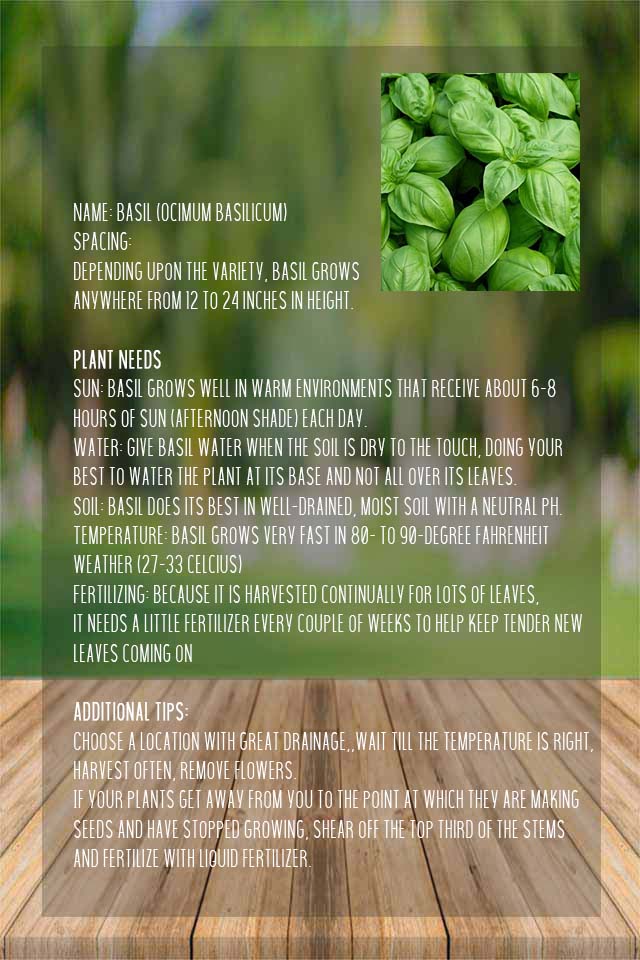 NAME: BASIL (OCIMUM BASILICUM)
SPACING:
DEPENDING UPON THE VARIETY, BASIL GROWS
ANYWHERE FROM 12 TO 24 INCHES IN HEIGHT.
PLANT NEEDS
SUN: BASIL GROWS WELL IN WARM ENVIRONMENTS THAT RECEIVE ABOUT 6-8
HOURS OF SUN (AFTERNOON SHADE) EACH DAY.
WATER: GIVE BASIL WATER WHEN THE SOIL IS DRY TO THE TOUCH, DOING YOUR
BEST TO WATER THE PLANT AT ITS BASE AND NOT ALL OVER ITS LEAVES.
SOIL: BASIL DOES ITS BEST IN WELL-DRAINED, MOIST SOIL WITH A NEUTRAL PH.
TEMPERATURE: BASIL GROWS VERY FAST IN 80- TO 90-DEGREE FAHRENHEIT
WEATHER (27-33 CELCIUS)
FERTILIZING: BECAUSE IT IS HARVESTED CONTINUALLY FOR LOTS OF LEAVES,
IT NEEDS A LITTLE FERTILIZER EVERY COUPLE OF WEEKS TO HELP KEEP TENDER NEW
LEAVES COMING ON
ADDITIONAL TIPS:
CHOOSE A LOCATION WITH GREAT DRAINAGE,,WAIT TILL THE TEMPERATURE IS RIGHT,
HARVEST OFTEN, REMOVE FLOWERS.
IF YOUR PLANTS GET AWAY FROM YOU TO THE POINT AT WHICH THEY ARE MAKING
SEEDS AND HAVE STOPPED GROWING, SHEAR OFF THE TOP THIRD OF THE STEMS
AND FERTILIZE WITH LIQUID FERTILIZER.